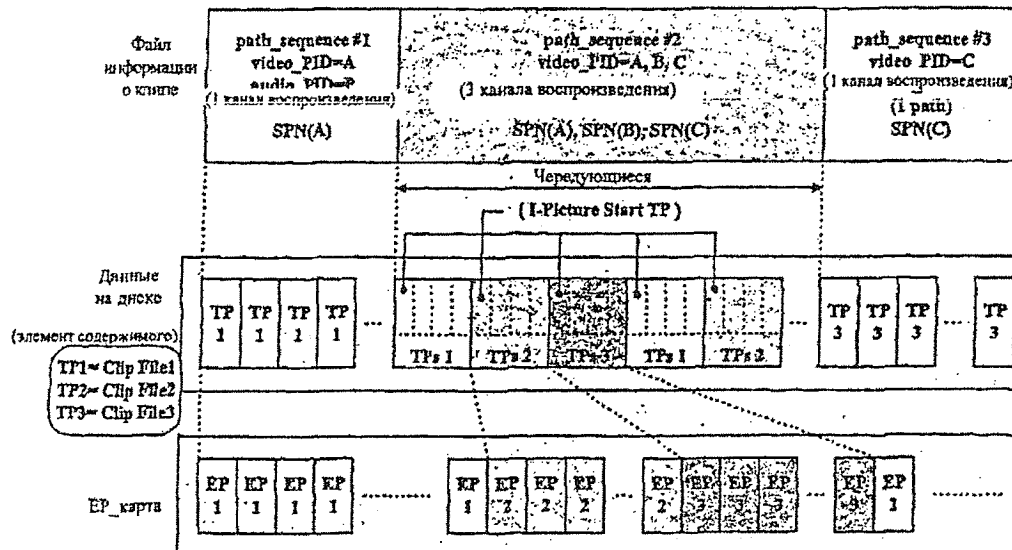 Файл
информации
о клипе
path_sequence #1
video_PID=A
audio_PID=P
(1 канал воспроизведения)
SPN(A)
path_sequence #2
video_PID=A, B, C
(3 канала воспроизведения)
SPN(A), SPN(B), SPN(C)
path_sequence #3
video_PID=C
(1 канал воспроизведения)
(1 path)
SPN(C)
Чередующиеся
( I-Picture Start TP )
Данные
на диске
(элемент содержимого)
TP1= Clip File1
TP2= Clip File2
TP3= Clip File3
TP TP TP TP
1 1 1 1
...
TPs 1 TPs 2 TPs 3 TPs 1 TPs 2
...
TP TP TP ... TP
3 3 3 3
EP_карта
EP EP EP EP
1 1 1 1
EP EP EP EP
1 2 2 2
...
EP EP EP EP
2 3 3 3
...
EP EP
3 1